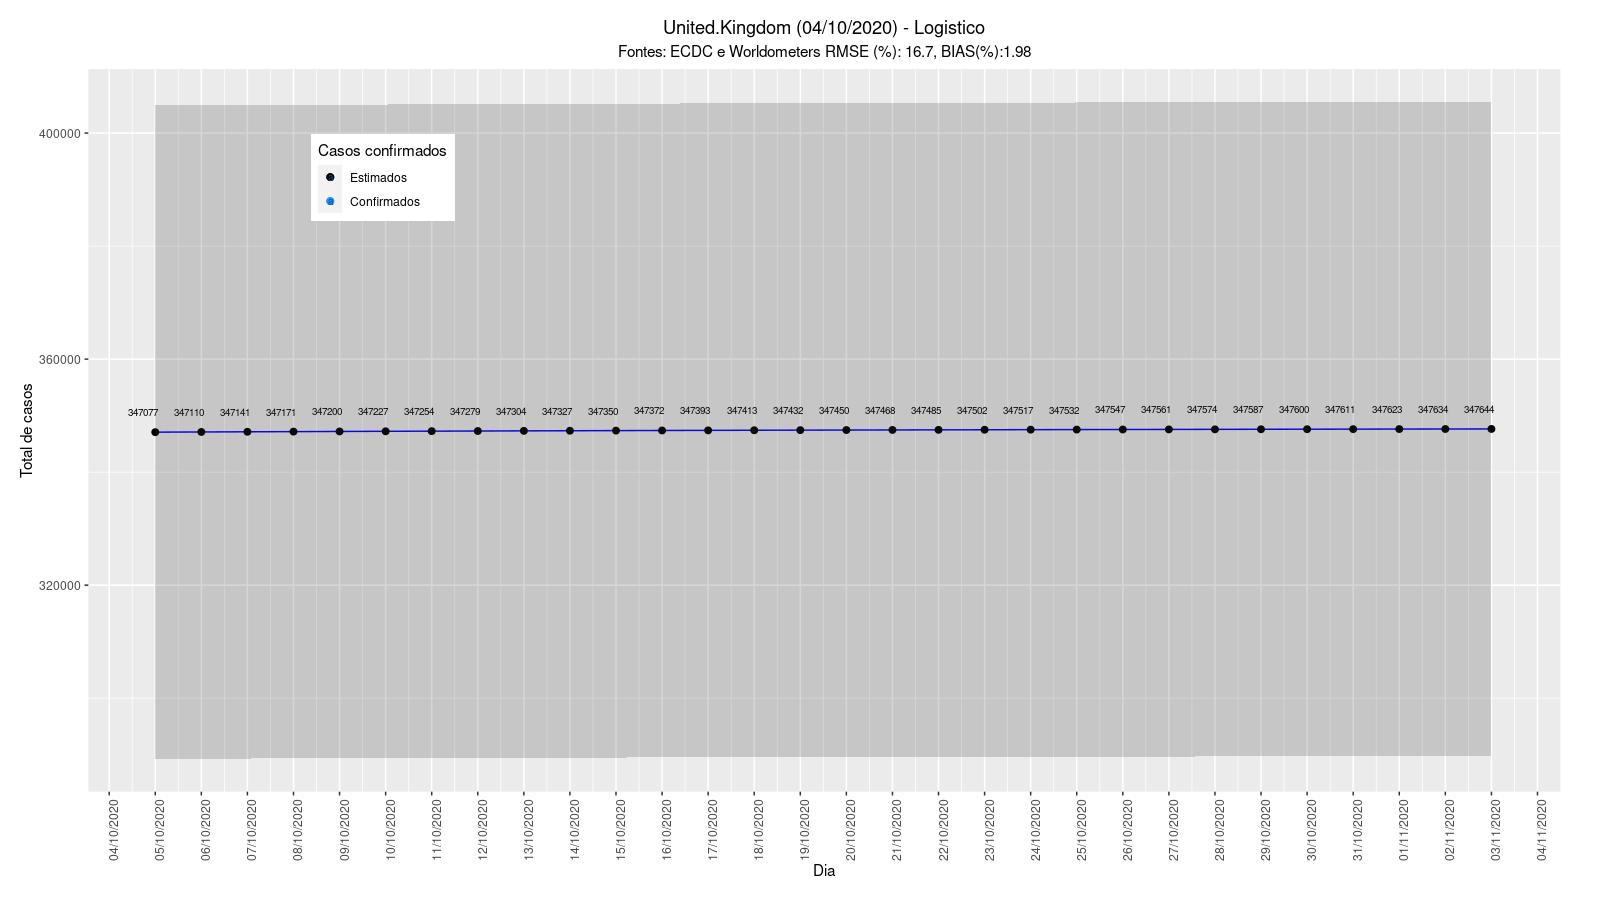 United.Kingdom (04/10/2020) - Logistico
Fontes: ECDC e Worldometers RMSE (%): 16.7, BIAS(%):1.98
Total de casos
400000
360000
320000
Casos confirmados
Estimados
Confirmados
347077 347110 347141 347171 347200 347227 347254 347279 347304 347327 347350 347372 347393 347413 347432 347450 347468 347485 347502 347517 347532 347547 347561 347574 347587 347600 347611 347623 347634 347644
04/10/2020 05/10/2020 06/10/2020 07/10/2020 08/10/2020 09/10/2020 10/10/2020 11/10/2020 12/10/2020 13/10/2020 14/10/2020 15/10/2020 16/10/2020 17/10/2020 18/10/2020 19/10/2020 20/10/2020 21/10/2020 22/10/2020 23/10/2020 24/10/2020 25/10/2020 26/10/2020 27/10/2020 28/10/2020 29/10/2020 30/10/2020 31/10/2020 01/11/2020 02/11/2020 03/11/2020 04/11/2020
Dia